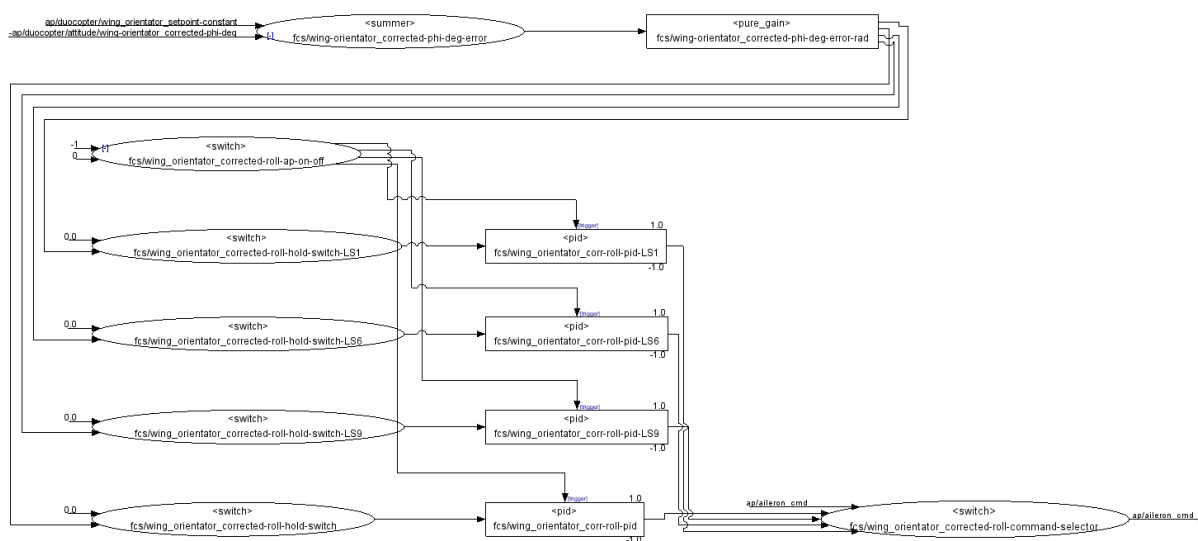 ap/duocopter/wing_orientator_setpoint-constant
-ap/duocopter/attitude/wing-orientator_corrected-phi-deg
[-]
<summer>
fcs/wing-orientator_corrected-phi-deg-error
<pure_gain>
fcs/wing-orientator_corrected-phi-deg-error-rad
-1
0
[-]
<switch>
fcs/wing_orientator_corrected-roll-ap-on-off
0.0
<switch>
fcs/wing_orientator_corrected-roll-hold-switch-LS1
[trigger]
1.0
<pid>
fcs/wing_orientator_corr-roll-pid-LS1
-1.0
0.0
<switch>
fcs/wing_orientator_corrected-roll-hold-switch-LS6
[trigger]
1.0
<pid>
fcs/wing_orientator_corr-roll-pid-LS6
-1.0
0.0
<switch>
fcs/wing_orientator_corrected-roll-hold-switch-LS9
[trigger]
1.0
<pid>
fcs/wing_orientator_corr-roll-pid-LS9
-1.0
0.0
<switch>
fcs/wing_orientator_corrected-roll-hold-switch
[trigger]
1.0
<pid>
fcs/wing_orientator_corr-roll-pid
-1.0
ap/aileron_cmd
<switch>
fcs/wing_orientator_corrected-roll-command-selector
ap/aileron_cmd